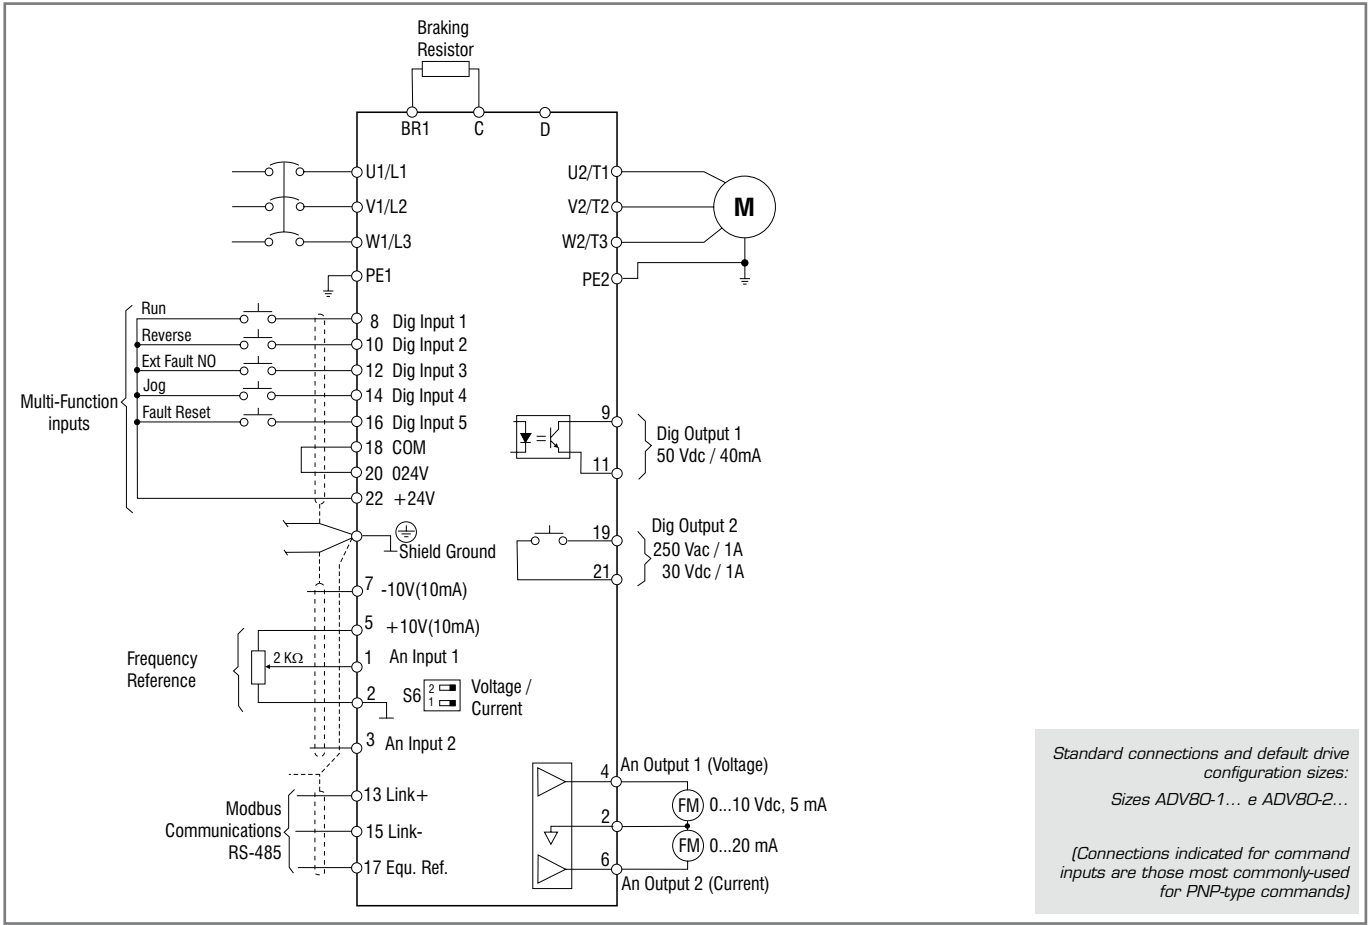 Braking
Resistor
BR1
C
D
U1/L1
V1/L2
W1/L3
PE1
U2/T1
V2/T2
W2/T3
PE2
M
Multi-Function
inputs
Run
Reverse
Ext Fault NO
Jog
Fault Reset
8 Dig Input 1
10 Dig Input 2
12 Dig Input 3
14 Dig Input 4
16 Dig Input 5
18 COM
20 024V
22 +24V
Shield Ground
9
11
Dig Output 1
50 Vdc / 40mA
19
21
Dig Output 2
250 Vac / 1A
30 Vdc / 1A
7 -10V(10mA)
5 +10V(10mA)
Frequency
Reference
2 KΩ
1 An Input 1
2
S6
2
1
Voltage /
Current
3 An Input 2
Modbus
Communications
RS-485
13 Link+
15 Link-
17 Equ. Ref.
4
An Output 1 (Voltage)
FM
0...10 Vdc, 5 mA
2
FM
0...20 mA
6
An Output 2 (Current)
Standard connections and default drive
configuration sizes:
Sizes ADV80-1... e ADV80-2...
(Connections indicated for command
inputs are those most commonly-used
for PNP-type commands)